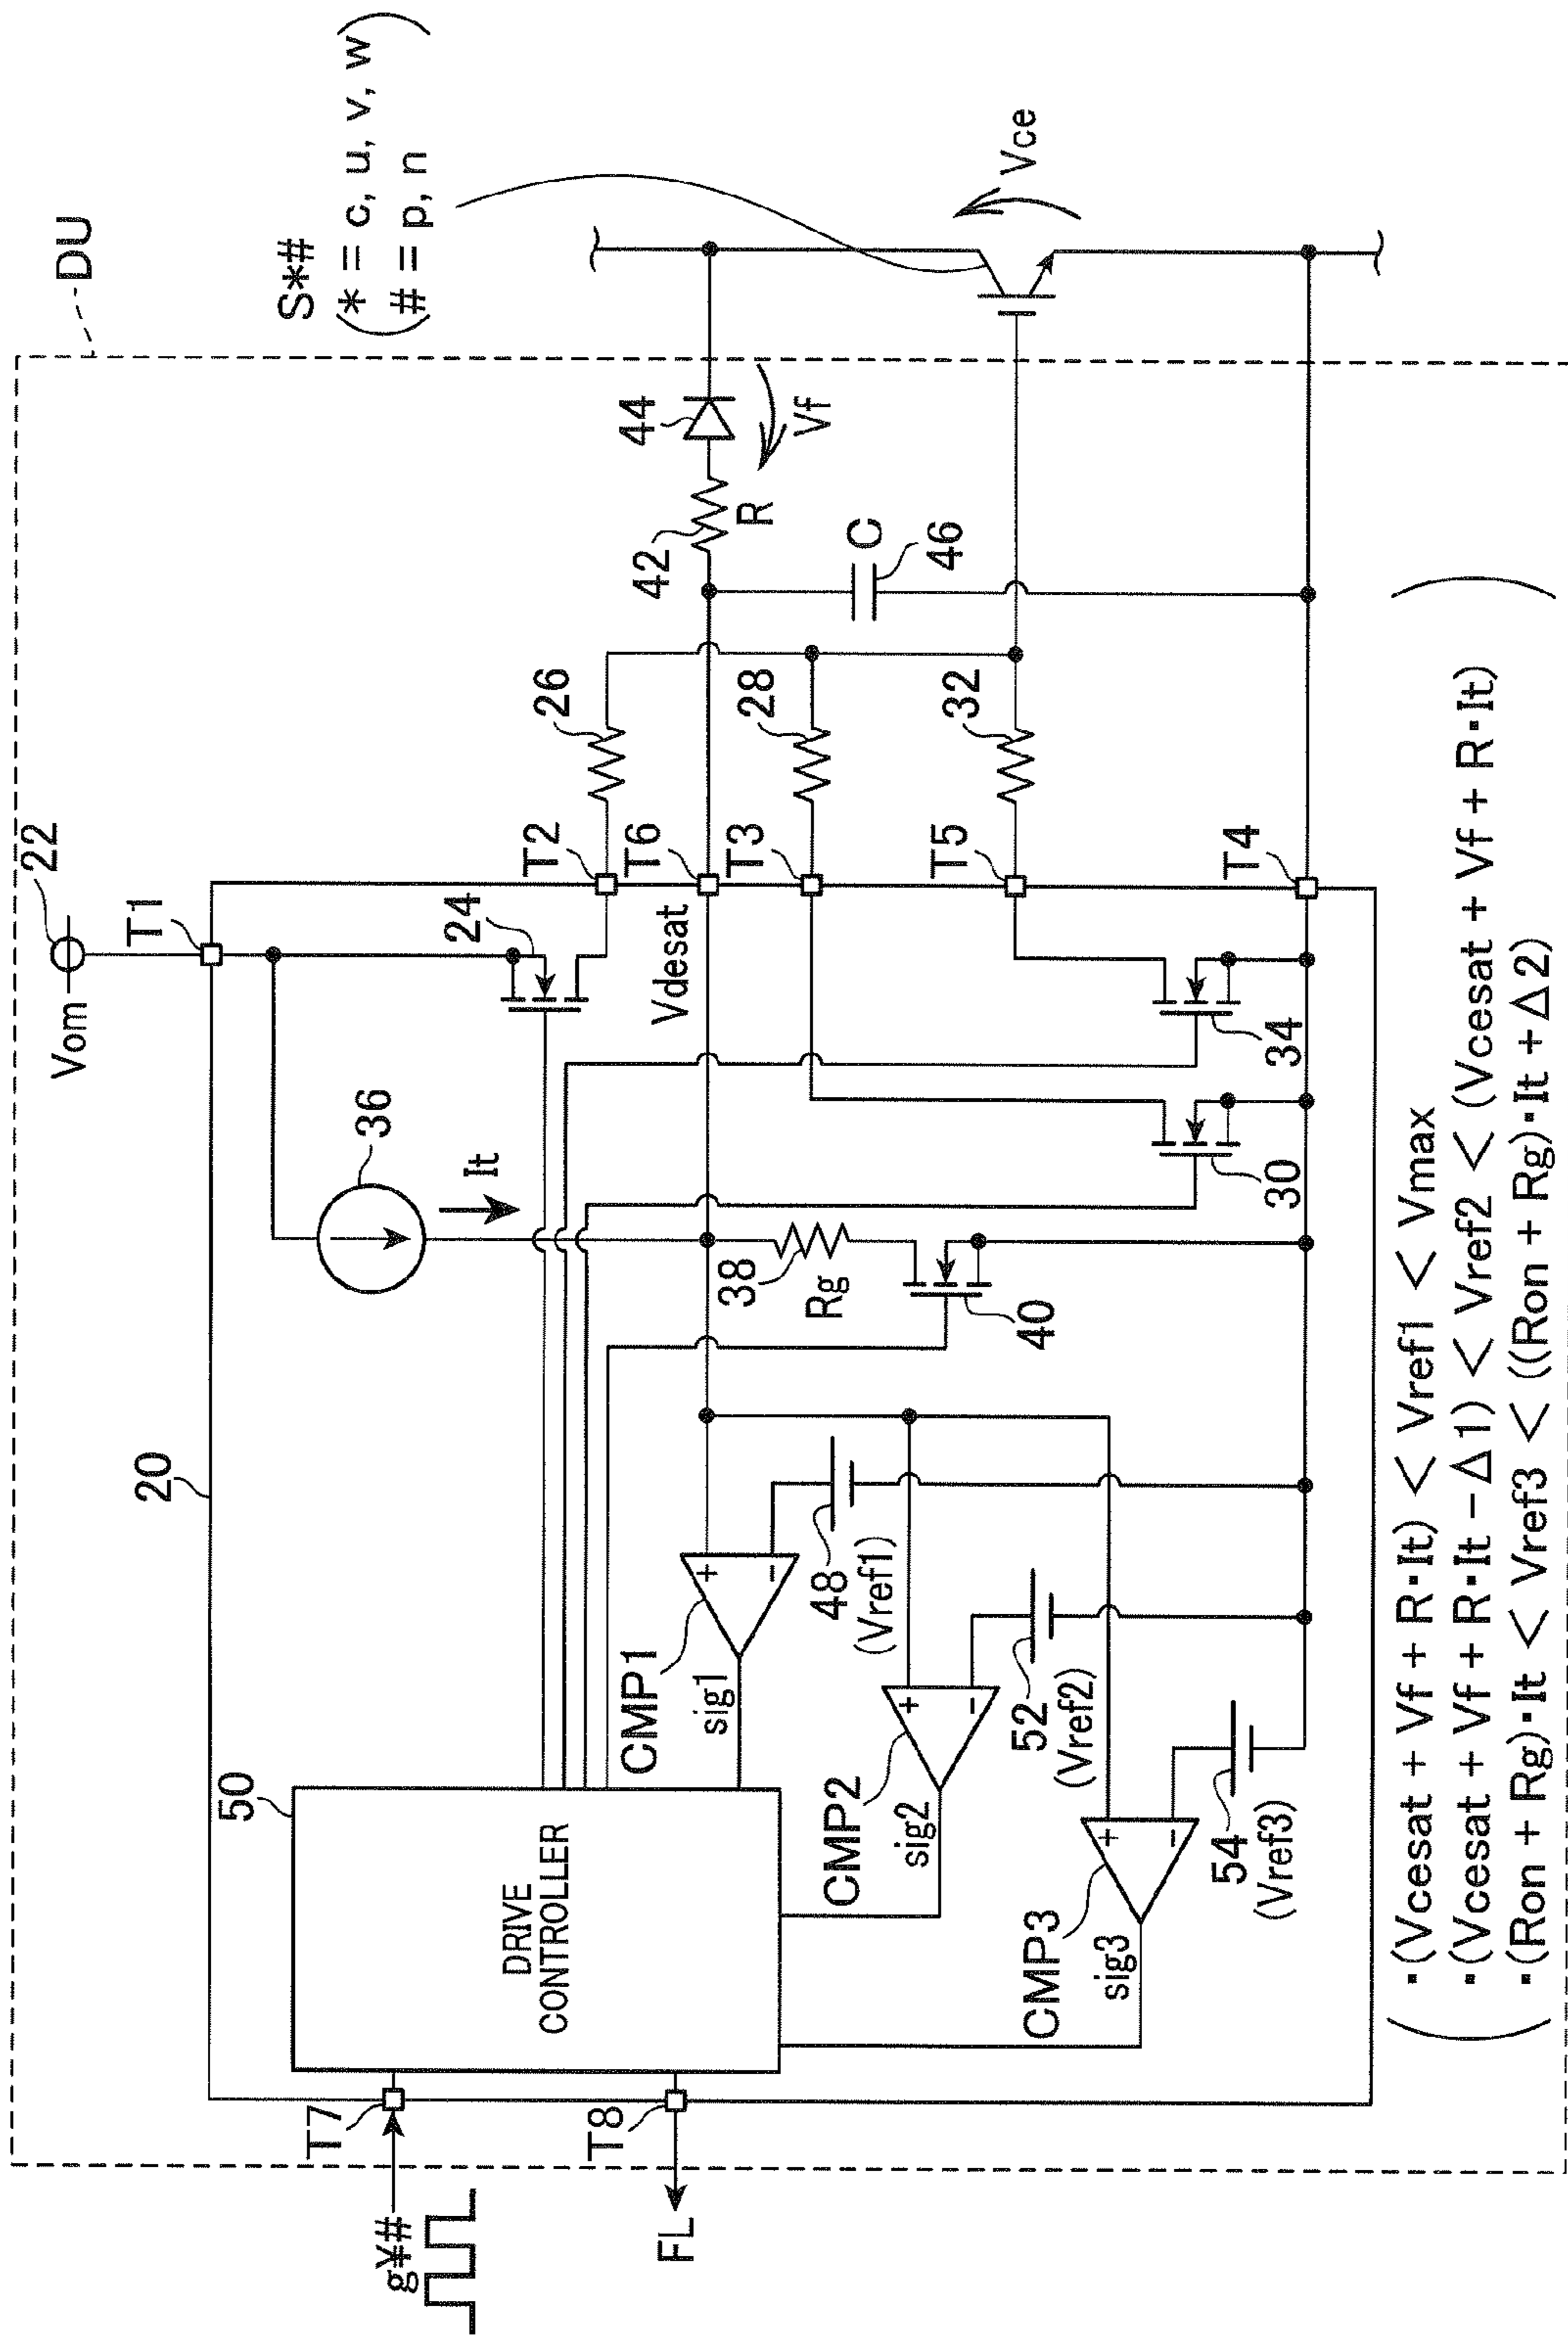 DU
S*#
(* = c, u, v, w
# = p, n)
Vom
22
T1
20
36
It
24
T2
26
T6
Vdesat
42
R
44
Vf
T3
28
C
46
T5
32
T4
Vce
38
Rg
40
30
34
50
DRIVE
CONTROLLER
T7
g¥#
T8
FL
CMP1
sig1
48
(Vref1)
CMP2
sig2
52
(Vref2)
CMP3
sig3
54
(Vref3)
(▪(Vcesat + Vf + R▪It) < Vref1 < Vmax
▪(Vcesat + Vf + R▪It − Δ1) < Vref2 < (Vcesat + Vf + R▪It)
▪(Ron + Rg)▪It < Vref3 < ((Ron + Rg)▪It + Δ2))
+
−
+
−
+
−